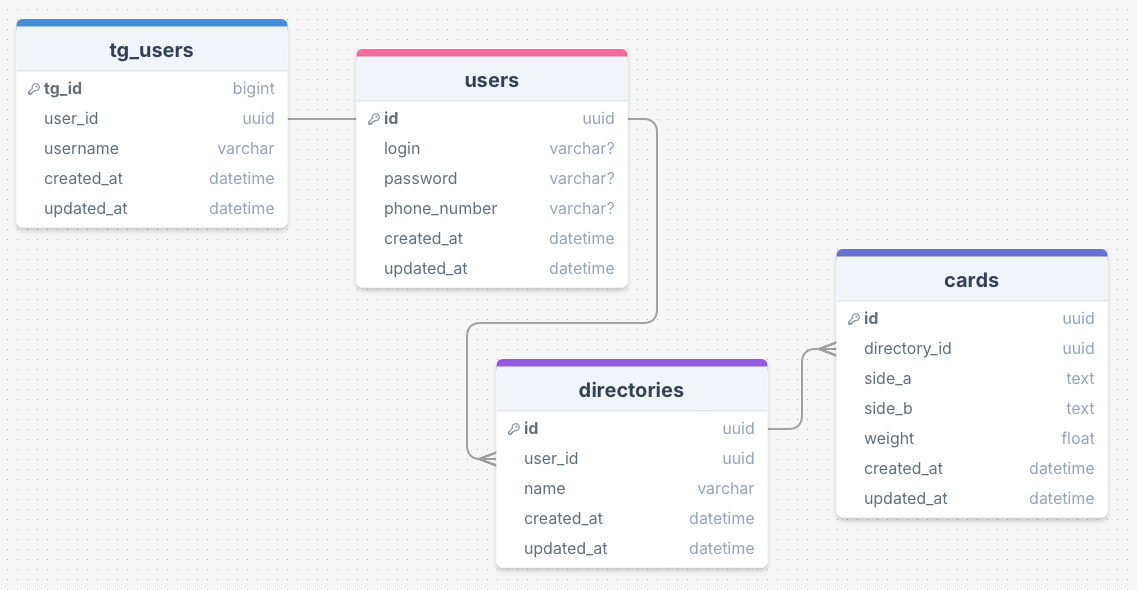 tg_users
tg_id bigint
user_id uuid
username varchar
created_at datetime
updated_at datetime
users
id uuid
login varchar?
password varchar?
phone_number varchar?
created_at datetime
updated_at datetime
directories
id uuid
user_id uuid
name varchar
created_at datetime
updated_at datetime
cards
id uuid
directory_id uuid
side_a text
side_b text
weight float
created_at datetime
updated_at datetime